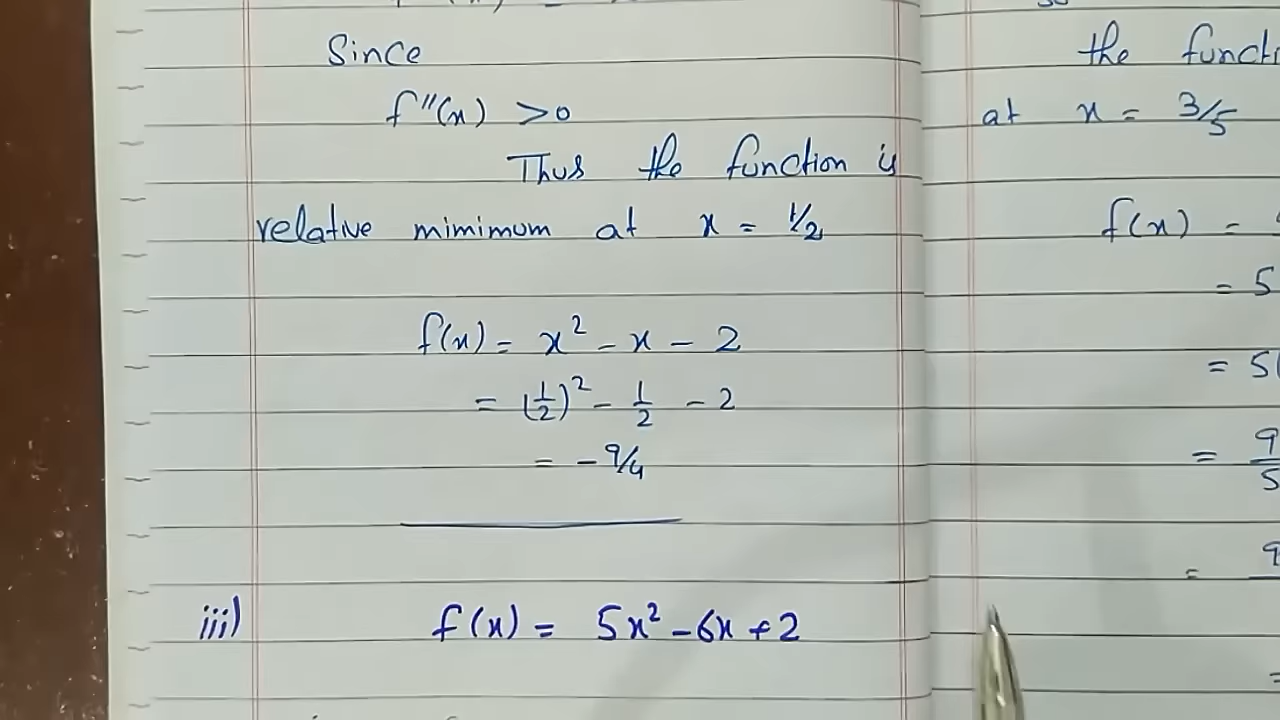 Since
f''(x) >0
Thus the function is
relative mimimum at x = 1/2
f(x) = x² - x - 2
= (1/2)² - 1/2 - 2
= - 9/4
iii) f(x) = 5x² - 6x + 2
the
at x = 3/5
f(x) =
= 5
= 5(
= 9/5
= 9
=